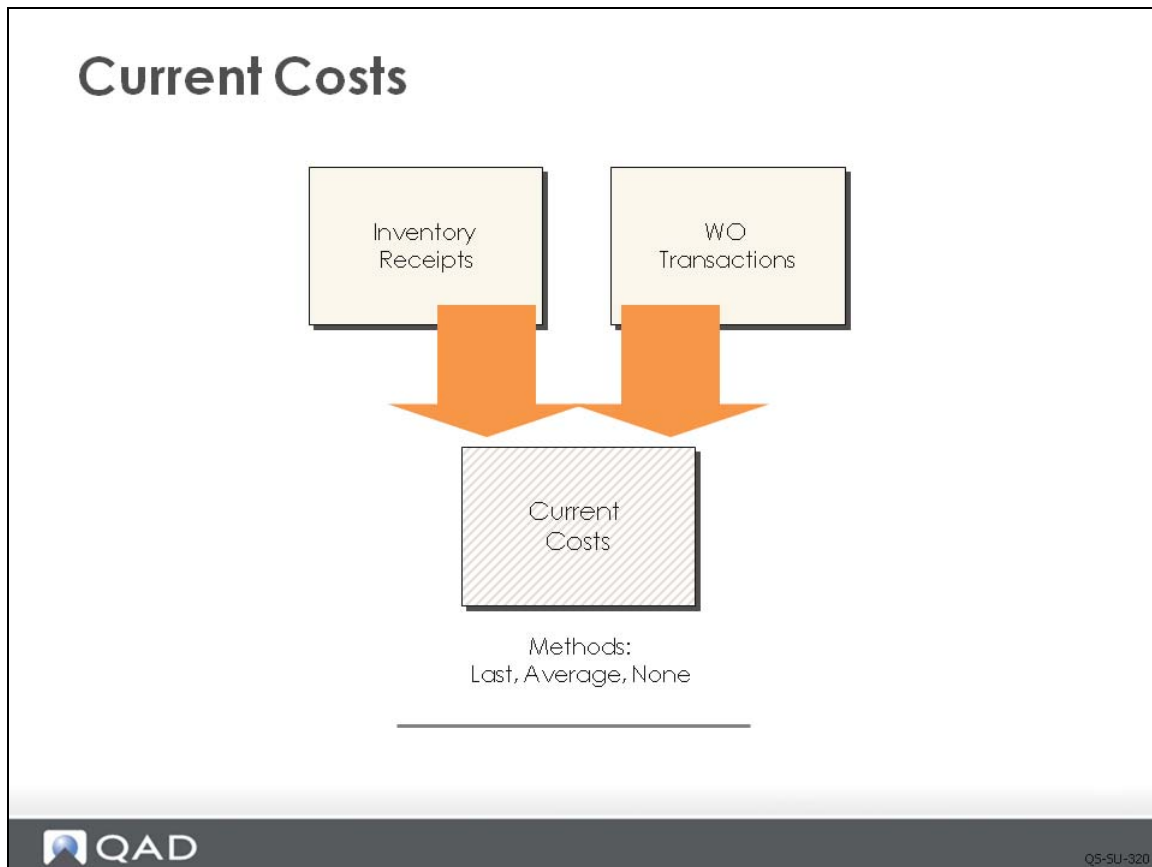 Current Costs
Inventory
Receipts
WO
Transactions
Current
Costs
Methods:
Last, Average, None
QAD
QS-SU-320